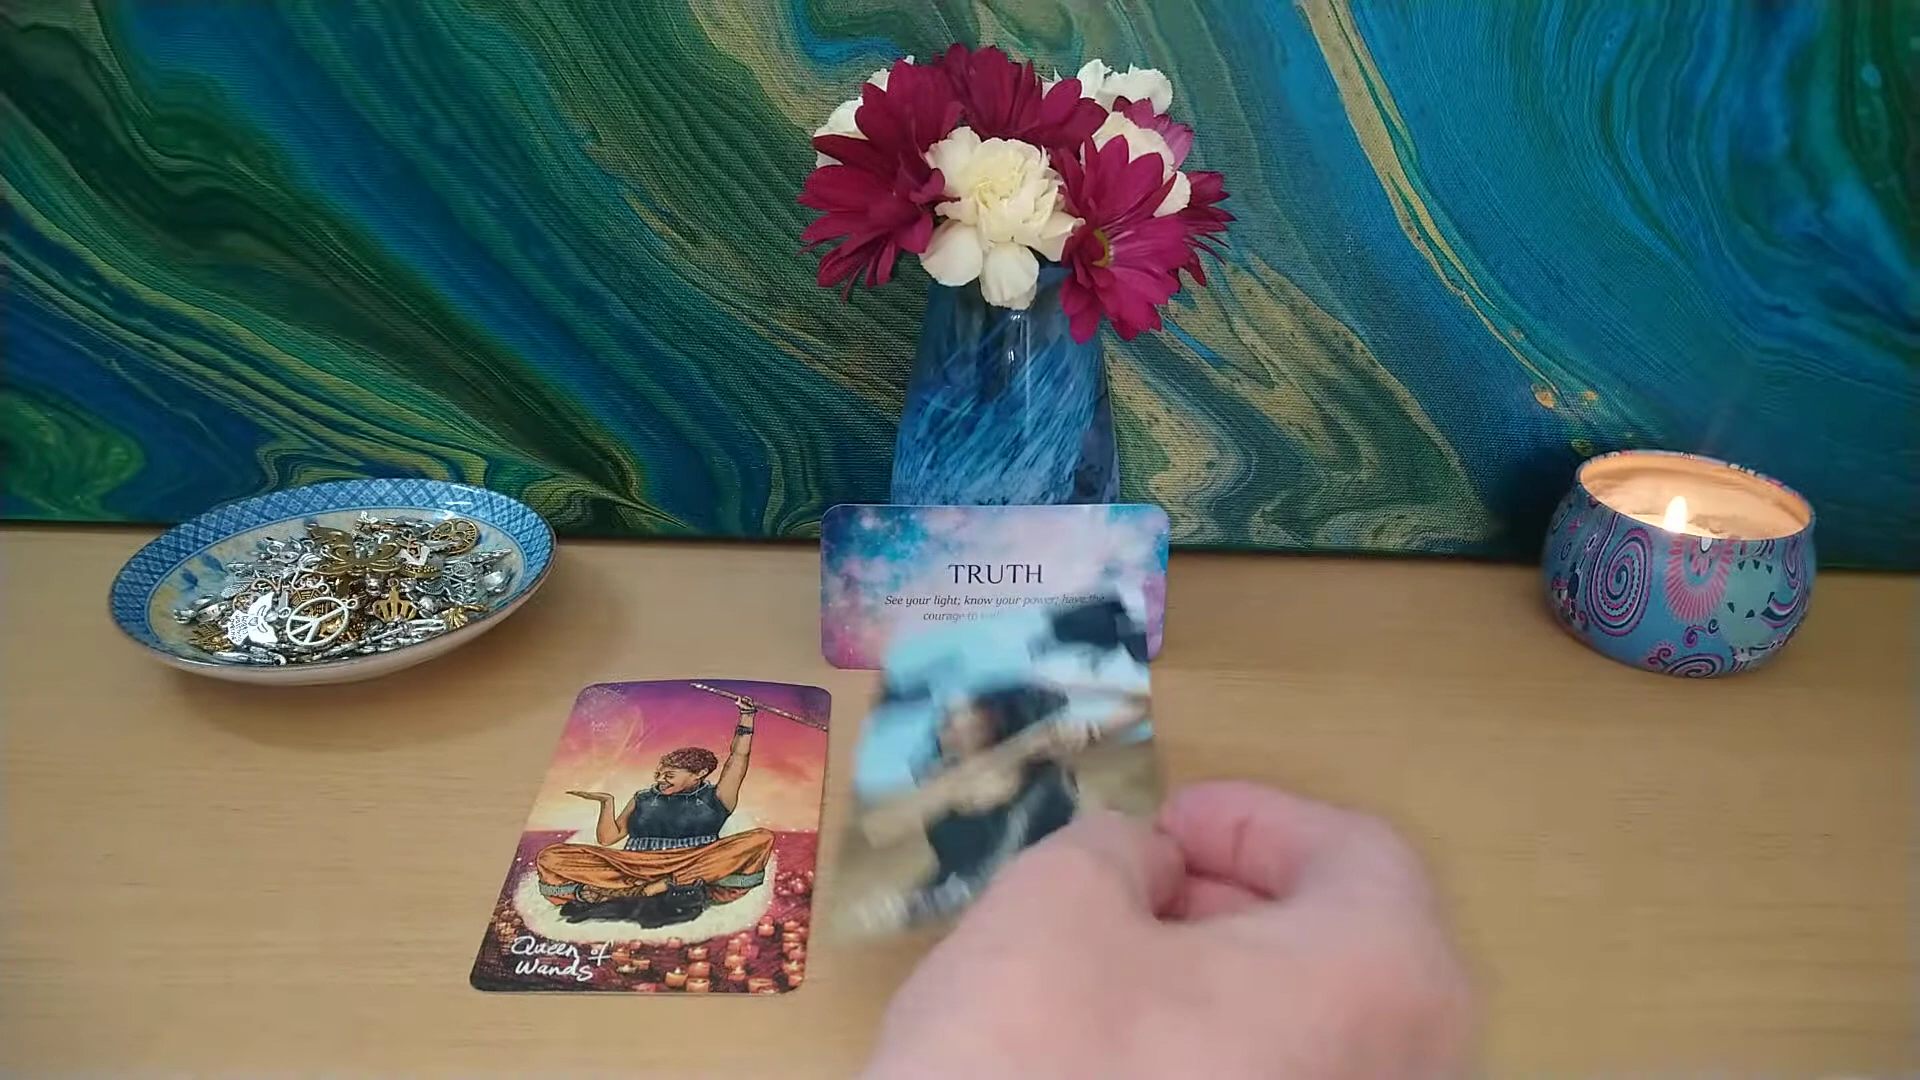 TRUTH
See your light; know your power; have the
courage to
Queen of
Wands